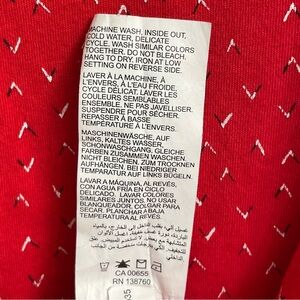 MACHINE WASH, INSIDE OUT,
COLD WATER, DELICATE
CYCLE. WASH SIMILAR COLORS
TOGETHER. DO NOT BLEACH.
HANG TO DRY. IRON AT LOW
SETTING ON REVERSE SIDE.
LAVER À LA MACHINE, À
L'ENVERS, À L'EAU FROIDE,
CYCLE DÉLICAT. LAVER LES
COULEURS SEMBLABLES
ENSEMBLE. NE PAS JAVELLISER.
SUSPENDRE POUR SÉCHER.
REPASSER À BASSE
TEMPÉRATURE À L'ENVERS.
MASCHINENWÄSCHE, AUF
LINKS, KALTES WASSER,
SCHONWASCHGANG. GLEICHE
FARBEN ZUSAMMEN WASCHEN.
NICHT BLEICHEN. ZUM TROCKNEN
AUFHÄNGEN. BEI NIEDRIGER
TEMPARATUR AUF LINKS BÜGELN.
LAVAR A MÁQUINA, AL REVÉS,
CON AGUA FRÍA EN CICLO
DELICADO. LAVAR COLORES
SIMILARES JUNTOS. NO USAR
BLANQUEADOR. COLGAR PARA
SECAR. PLANCHAR A BAJA
TEMPERATURA AL REVÉS.
CA 00655
RN 138760
35